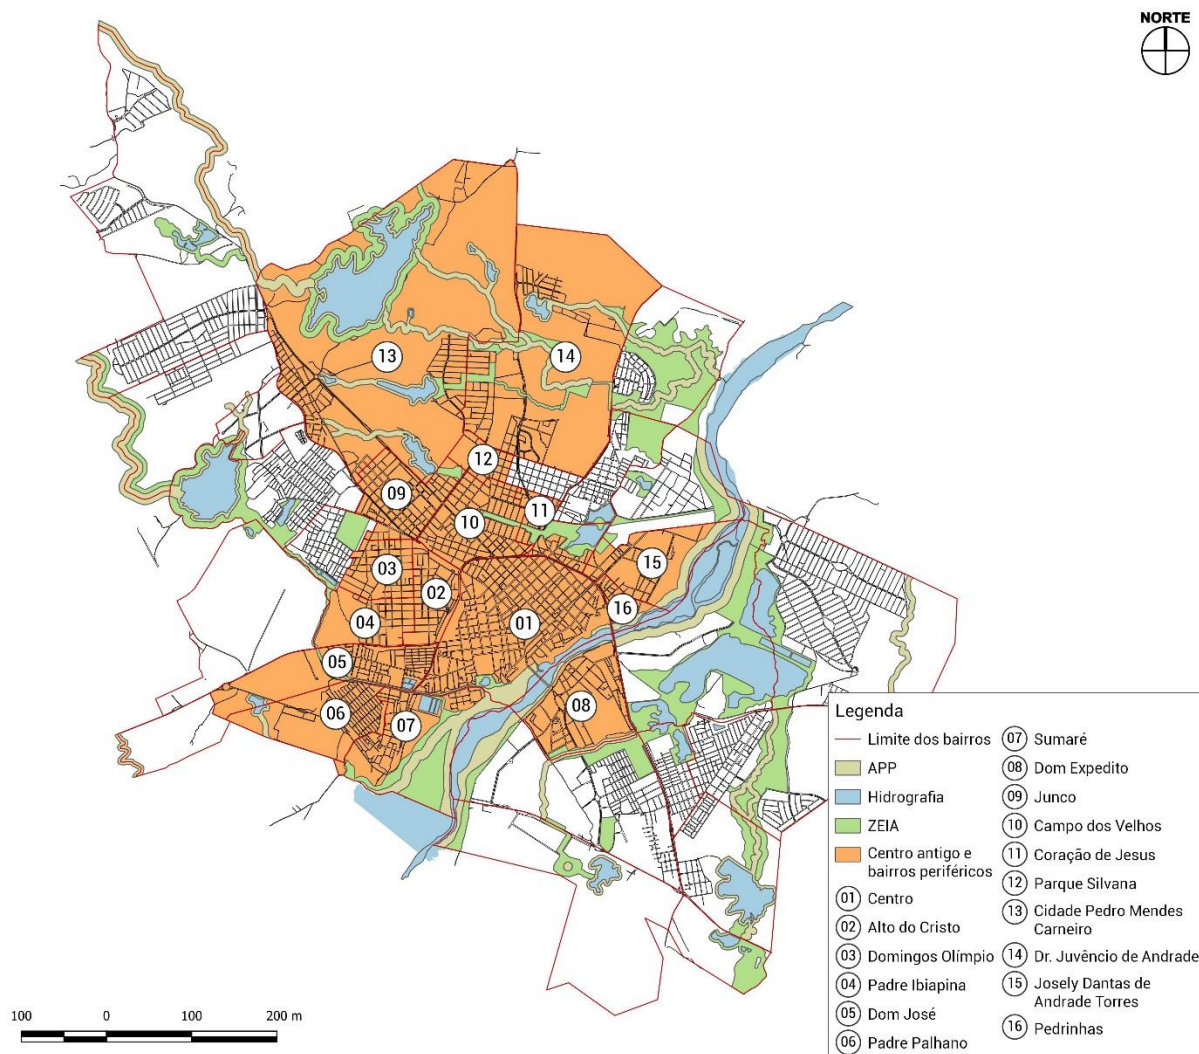 NORTE
13
14
12
09
11
10
03
02
15
16
04
01
05
06
07
08
Legenda
Limite dos bairros
APP
Hidrografia
ZEIA
Centro antigo e
bairros periféricos
01 Centro
02 Alto do Cristo
03 Domingos Olímpio
04 Padre Ibiapina
05 Dom José
06 Padre Palhano
07 Sumaré
08 Dom Expedito
09 Junco
10 Campo dos Velhos
11 Coração de Jesus
12 Parque Silvana
13 Cidade Pedro Mendes
Carneiro
14 Dr. Juvêncio de Andrade
15 Josely Dantas de
Andrade Torres
16 Pedrinhas
100 0 100 200 m